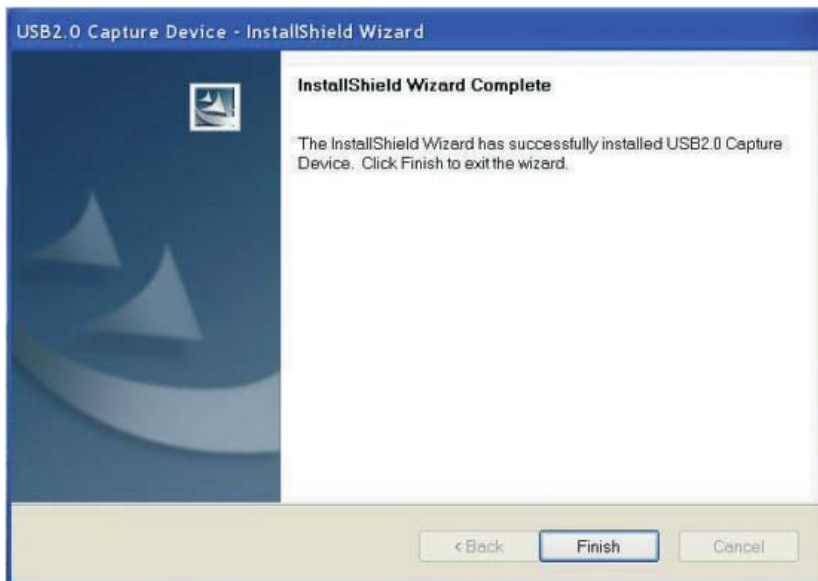 USB2.0 Capture Device - InstallShield Wizard
InstallShield Wizard Complete
The InstallShield Wizard has successfully installed USB2.0 Capture
Device. Click Finish to exit the wizard.
< Back
Finish
Cancel